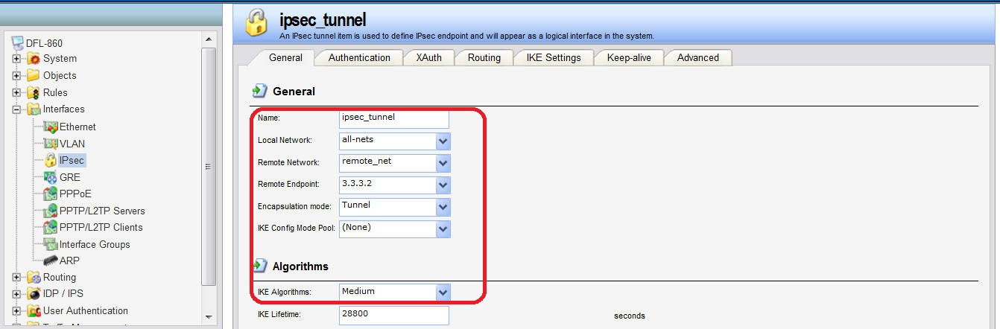 DFL-860
System
Objects
Rules
Interfaces
Ethernet
VLAN
IPsec
GRE
PPPoE
PPTP/L2TP Servers
PPTP/L2TP Clients
Interface Groups
ARP
Routing
IDP / IPS
User Authentication
ipsec_tunnel
An IPsec tunnel item is used to define IPsec endpoint and will appear as a logical interface in the system.
General Authentication XAuth Routing IKE Settings Keep-alive Advanced
General
Name: ipsec_tunnel
Local Network: all-nets
Remote Network: remote_net
Remote Endpoint: 3.3.3.2
Encapsulation mode: Tunnel
IKE Config Mode Pool: (None)
Algorithms
IKE Algorithms: Medium
IKE Lifetime: 28800 seconds